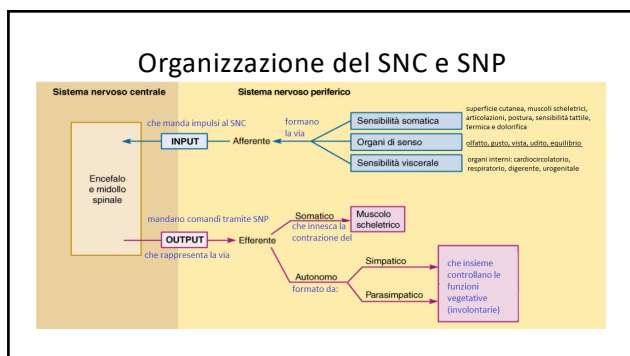 Organizzazione del SNC e SNP
Sistema nervoso centrale
Sistema nervoso periferico
superficie cutanea, muscoli scheletrici,
articolazioni, postura, sensibilità tattile,
termica e dolorifica
che manda impulsi al SNC
formano
la via
Sensibilità somatica
INPUT
Afferente
Organi di senso
olfatto, gusto, vista, udito, equilibrio
Sensibilità viscerale
organi interni: cardiocircolatorio,
respiratorio, digerente, urogenitale
Encefalo
e midollo
spinale
mandano comandi tramite SNP
Somatico
che innesca la
contrazione del
Muscolo
scheletrico
OUTPUT
Efferente
che rappresenta la via
Simpatico
Autonomo
formato da:
Parasimpatico
che insieme
controllano le
funzioni
vegetative
(involontarie)